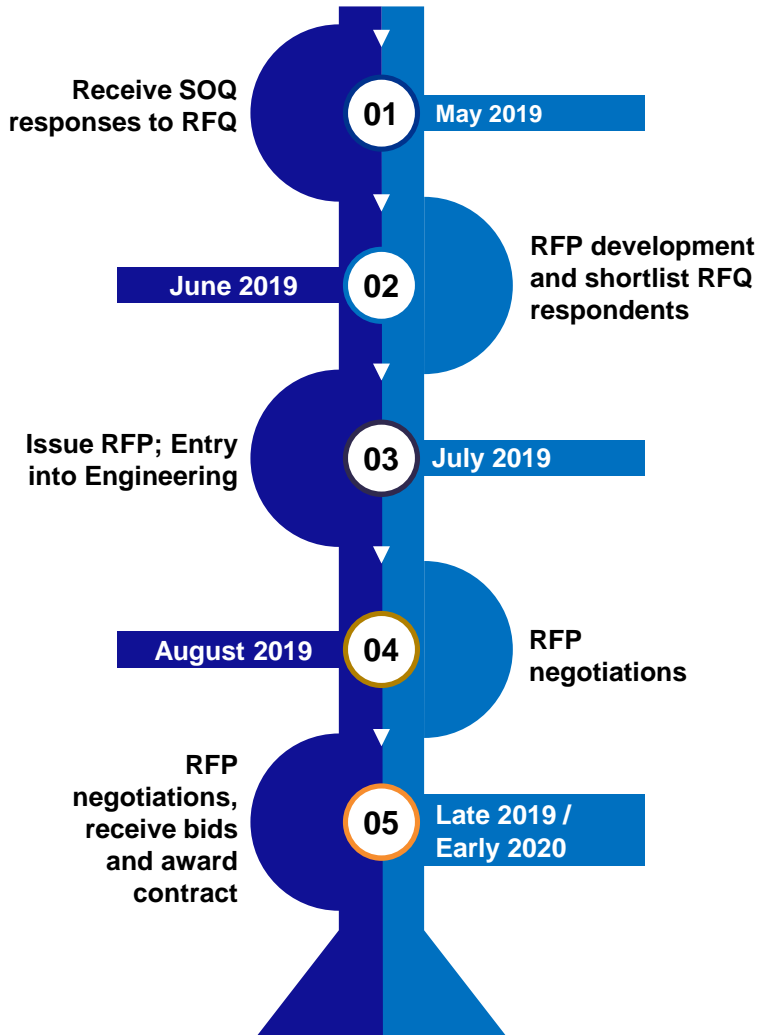 Receive SOQ
responses to RFQ
01
May 2019
June 2019
02
RFP development
and shortlist RFQ
respondents
Issue RFP; Entry
into Engineering
03
July 2019
August 2019
04
RFP
negotiations
RFP
negotiations,
receive bids
and award
contract
05
Late 2019 /
Early 2020